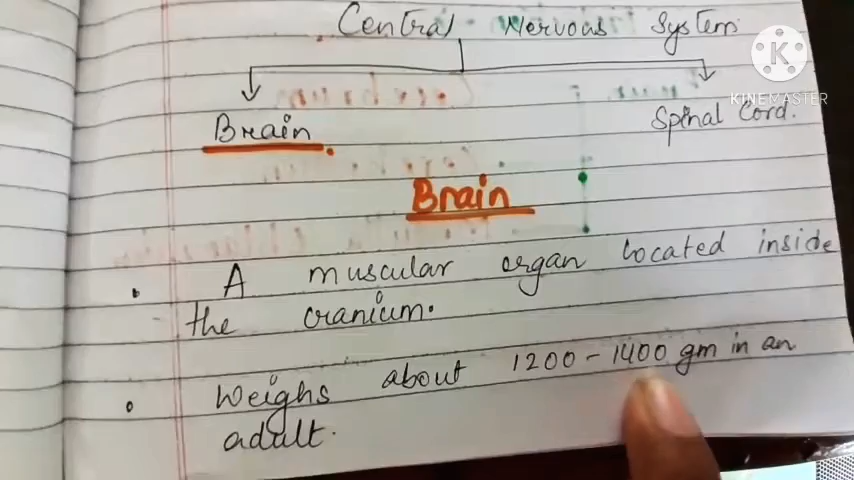 Central Nervous System
KINEMASTER
Brain
Spinal Cord.
Brain
A muscular organan located inside
the cranium.
Weighs about 1200-1400 gm in an
adult.